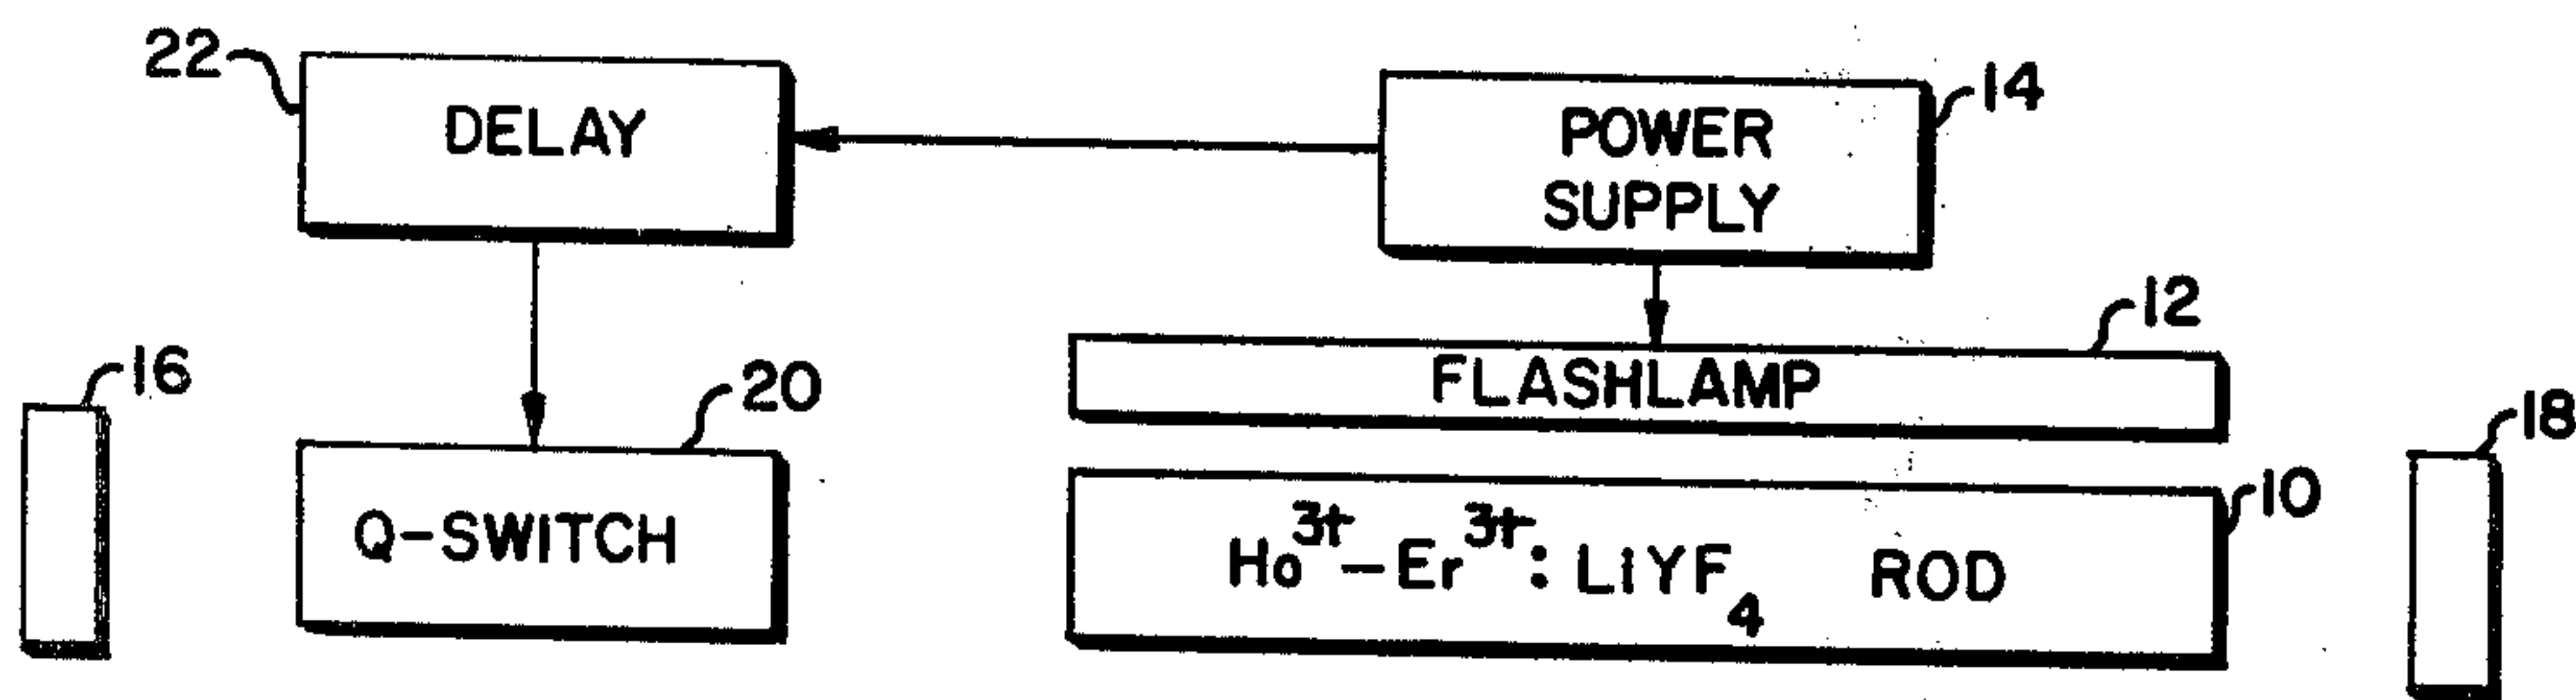 22
DELAY
POWER
SUPPLY
14
12
FLASHLAMP
16
20
Q-SWITCH
18
10
Ho³⁺-Er³⁺: LIYF₄ ROD